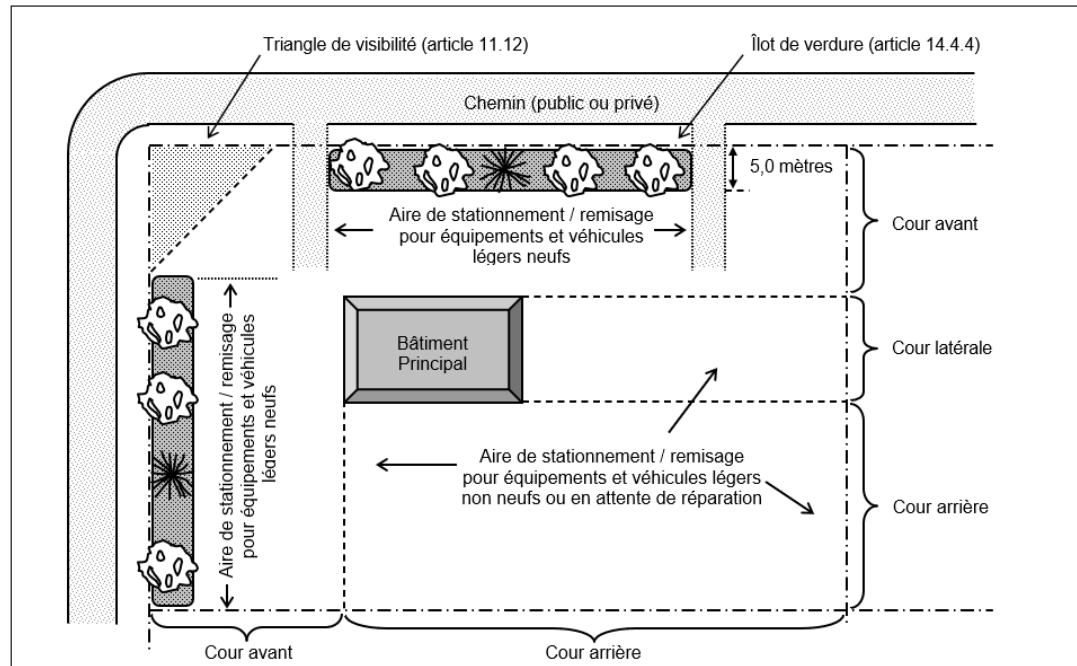 Triangle de visibilité (article 11.12)
Îlot de verdure (article 14.4.4)
Chemin (public ou privé)
5,0 mètres
Aire de stationnement / remisage
pour équipements et véhicules
légers neufs
Cour avant
Aire de stationnement / remisage
pour équipements et véhicules
légers neufs
Bâtiment
Principal
Cour latérale
Aire de stationnement / remisage
pour équipements et véhicules légers
non neufs ou en attente de réparation
Cour arrière
Cour avant
Cour arrière